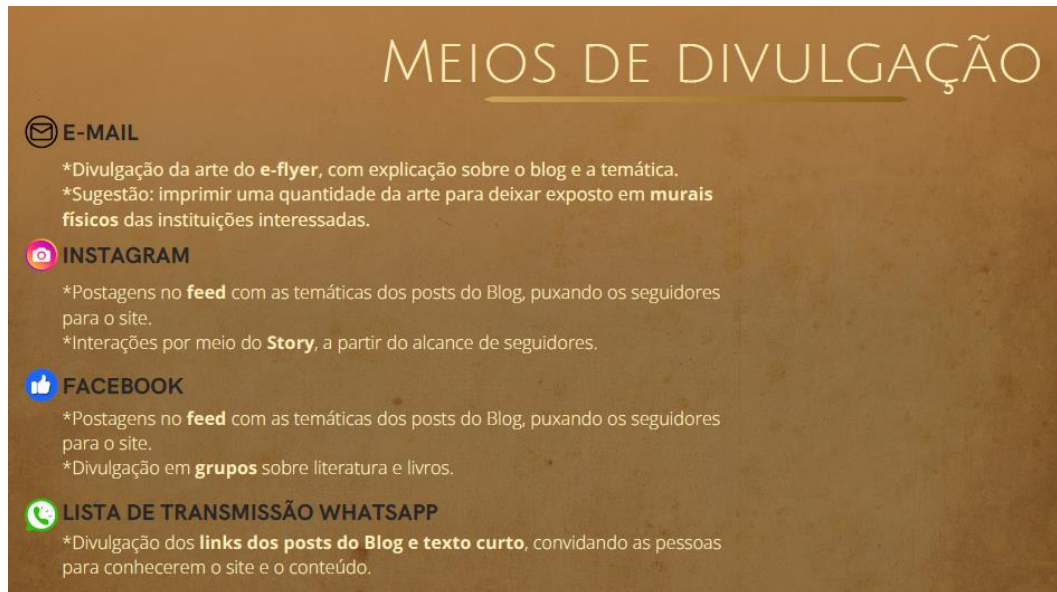 MEIOS DE DIVULGAÇÃO
E-MAIL
*Divulgação da arte do e-flyer, com explicação sobre o blog e a temática.
*Sugestão: imprimir uma quantidade da arte para deixar exposto em murais
físicos das instituições interessadas.
INSTAGRAM
*Postagens no feed com as temáticas dos posts do Blog, puxando os seguidores
para o site.
*Interações por meio do Story, a partir do alcance de seguidores.
FACEBOOK
*Postagens no feed com as temáticas dos posts do Blog, puxando os seguidores
para o site.
*Divulgação em grupos sobre literatura e livros.
LISTA DE TRANSMISSÃO WHATSAPP
*Divulgação dos links dos posts do Blog e texto curto, convidando as pessoas
para conhecerem o site e o conteúdo.